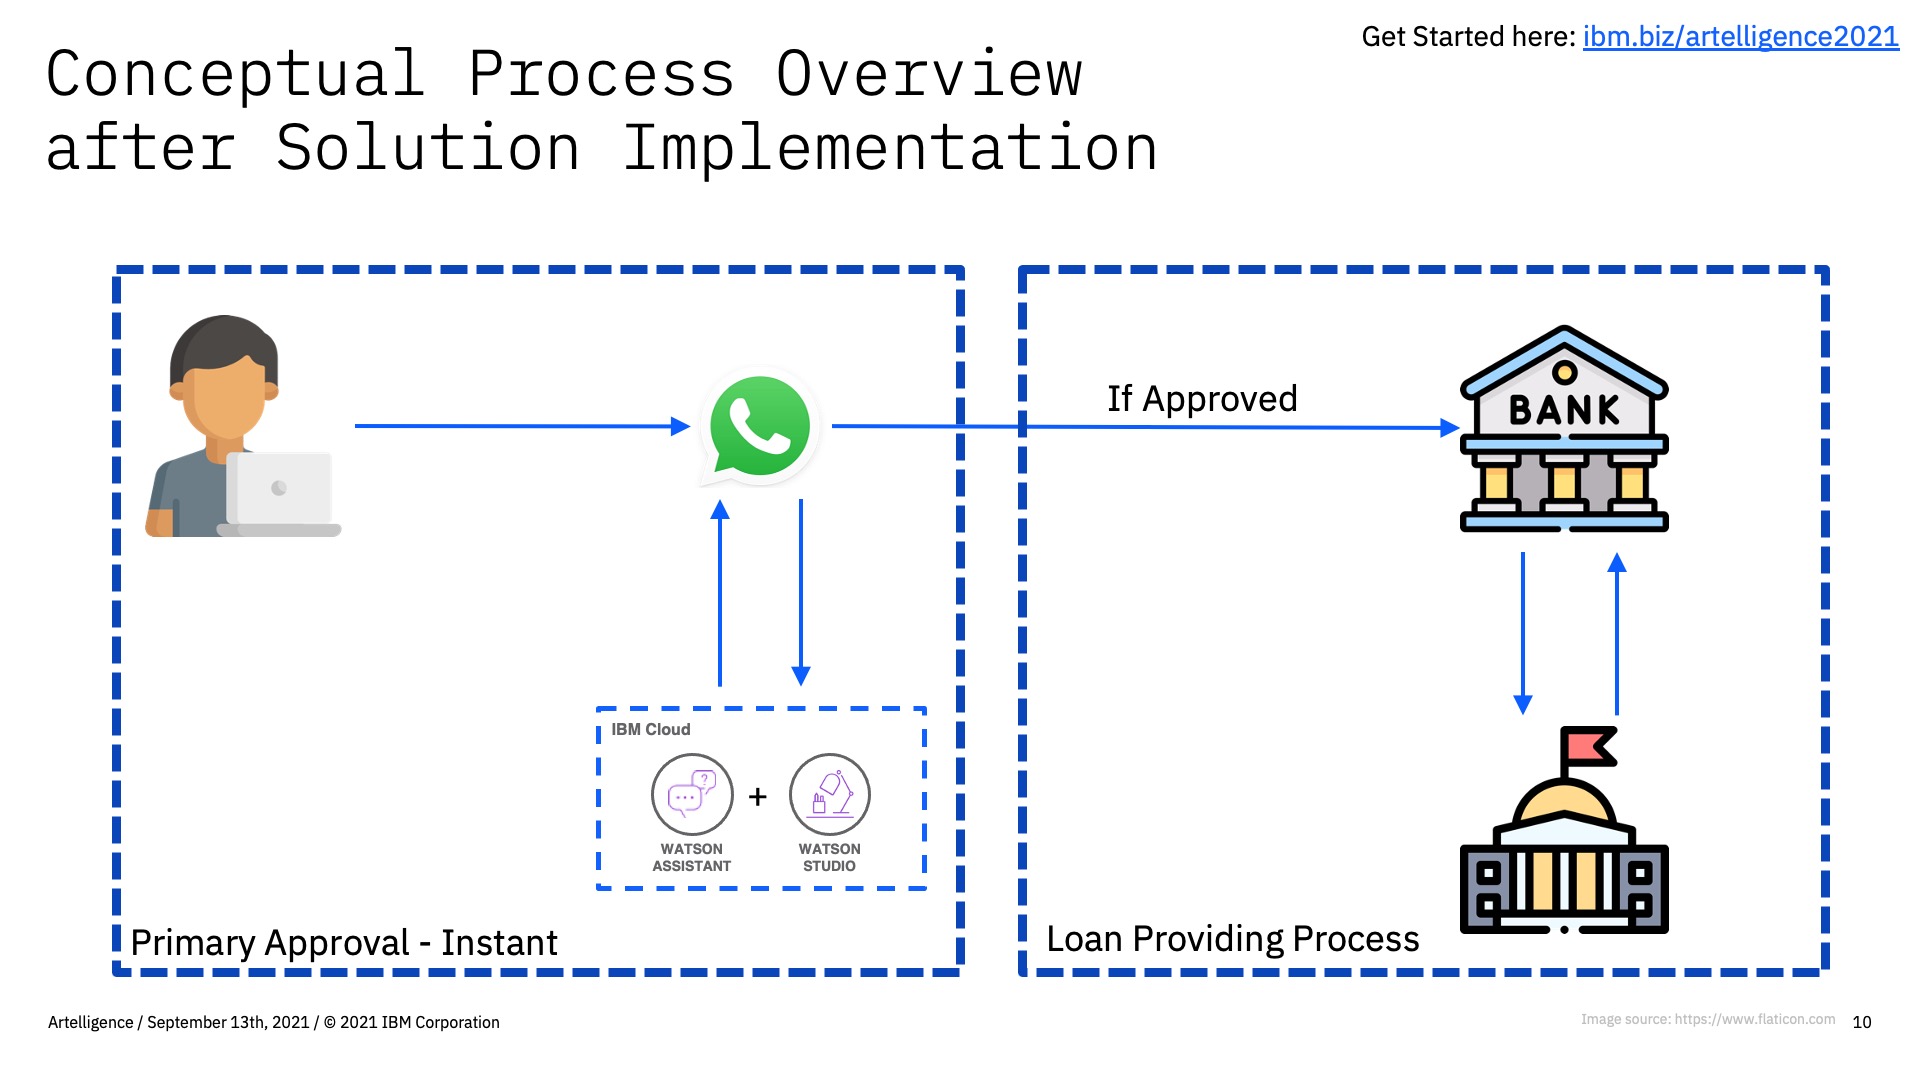 Get Started here: ibm.biz/artelligence2021
Conceptual Process Overview
after Solution Implementation
If Approved
BANK
IBM Cloud
?
+
WATSON
ASSISTANT
WATSON
STUDIO
Primary Approval - Instant
Loan Providing Process
Artelligence / September 13th, 2021 / © 2021 IBM Corporation
Image source: https://www.flaticon.com
10